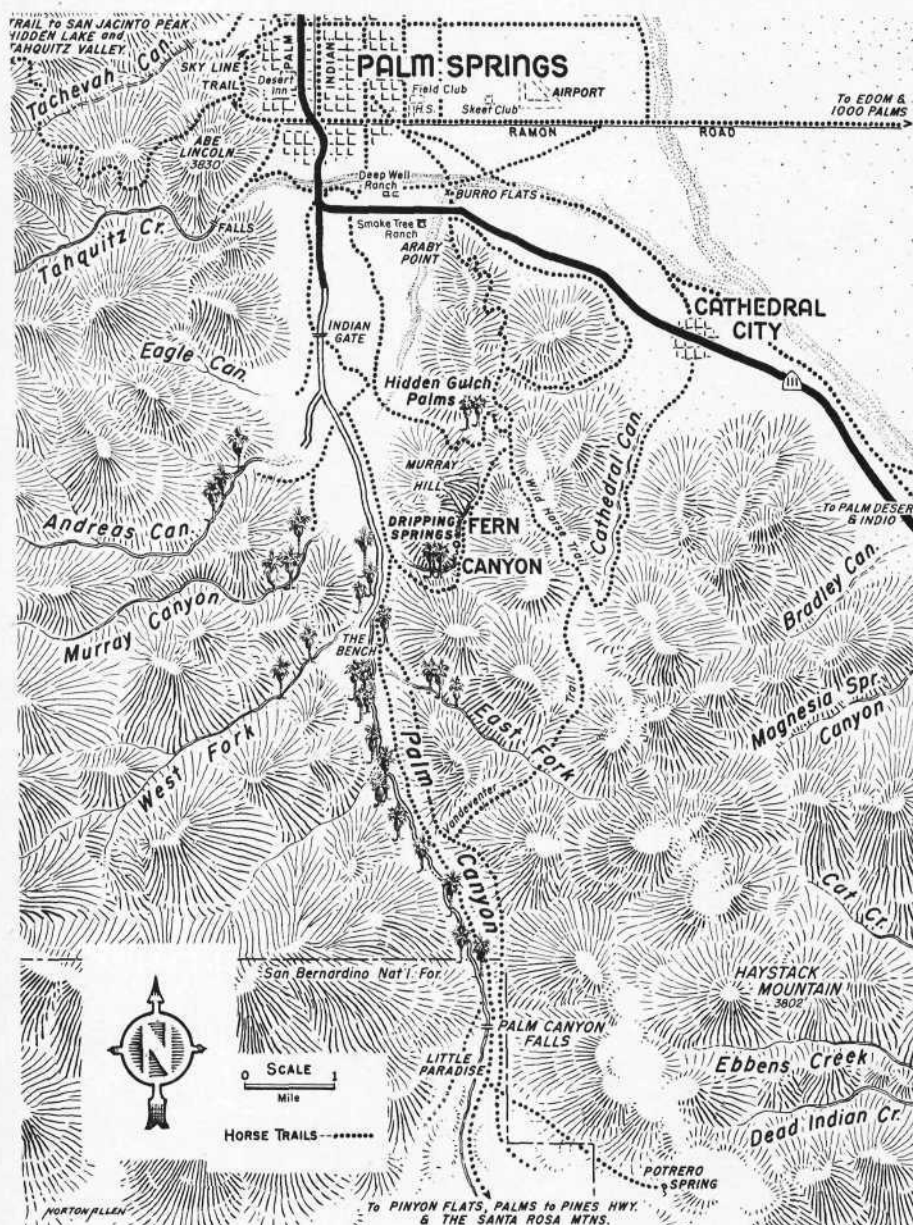 TRAIL to SAN JACINTO PEAK
HIDDEN LAKE and
TAHQUITZ VALLEY.
Tachevah Can.
SKY LINE
TRAIL
Desert
Inn
PALM
INDIAN
PALM SPRINGS
Field Club
H.S.
Skeet Club
AIRPORT
To EDOM &
1000 PALMS
RAMON
ROAD
ABE
LINCOLN
3830'
Deep Well
Ranch
BURRO FLATS
FALLS
Tahquitz Cr.
Smoke Tree
Ranch
ARABY
POINT
CATHEDRAL
CITY
INDIAN
GATE
Eagle Can.
111
Hidden Gulch
Palms
MURRAY
HILL
Wild Horse Trail
Cathedral Can.
Andreas Can.
DRIPPING
SPRINGS
FERN
CANYON
To PALM DESER
& INDIO
Bradley Can.
Murray Canyon
THE
BENCH
Magnesia Spr.
Canyon
West Fork
East Fork
Trail
Vandeventer
Palm
Canyon
Cat Cr.
San Bernardino Nat'l For.
HAYSTACK
MOUNTAIN
3802'
PALM CANYON
FALLS
N
LITTLE
PARADISE
Ebbens Creek
0 SCALE 1
Mile
Dead Indian Cr.
HORSE TRAILS
POTRERO
SPRING
NORTON ALLEN
To PINYON FLATS, PALMS to PINES HWY.
& THE SANTA ROSA MTNS.